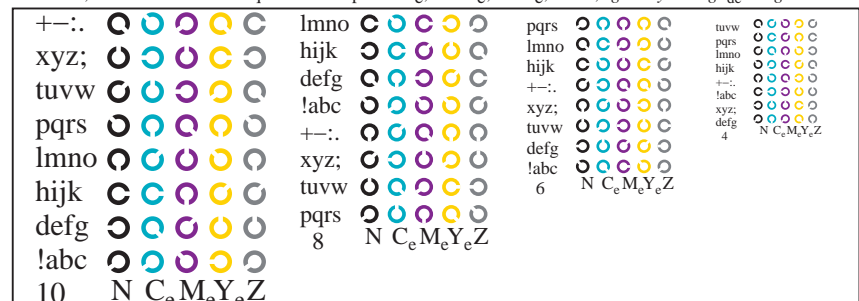 +−:.
xyz;
tuvw
pqrs
lmno
hijk
defg
!abc
10 N CeMeYeZ
lmno
hijk
defg
!abc
+−:.
xyz;
tuvw
pqrs
8 N CeMeYeZ
pqrs
lmno
hijk
+−:.
xyz;
tuvw
defg
!abc
6 N CeMeYeZ
tuvw
pqrs
lmno
hijk
+−:.
!abc
xyz;
defg
4 N CeMeYeZ